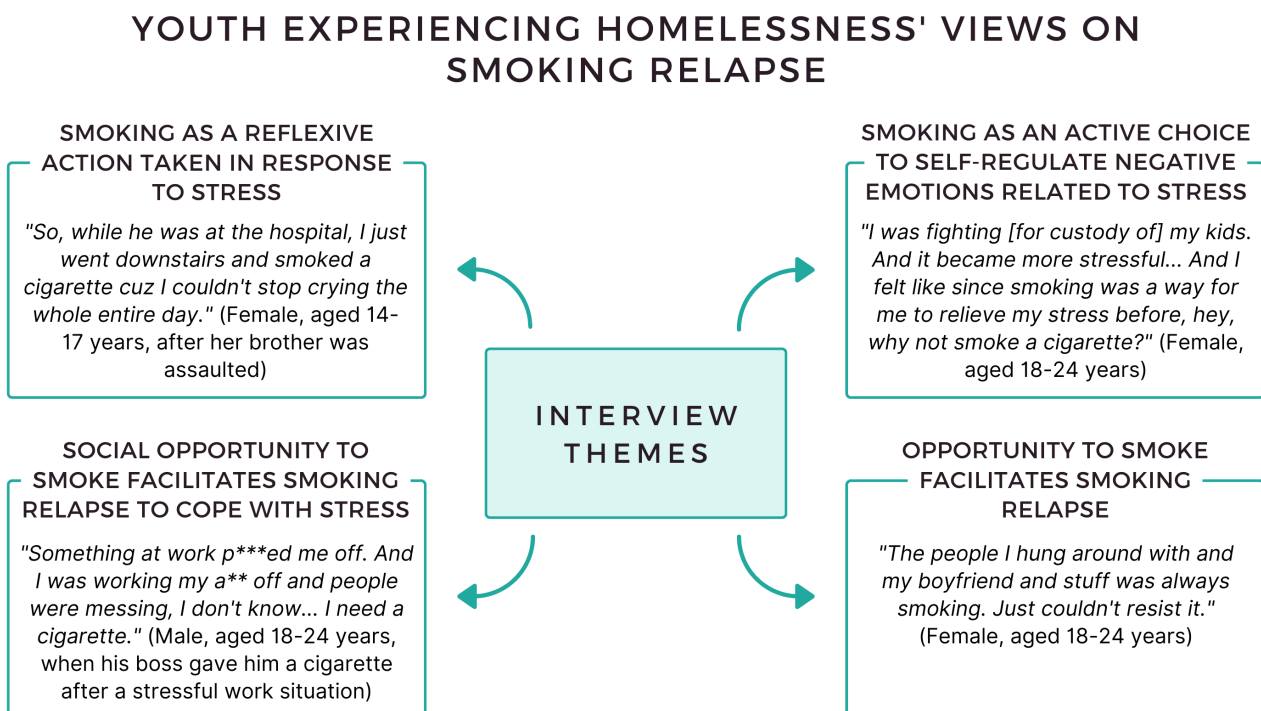 YOUTH EXPERIENCING HOMELESSNESS' VIEWS ON
SMOKING RELAPSE
SMOKING AS A REFLEXIVE
ACTION TAKEN IN RESPONSE
TO STRESS
"So, while he was at the hospital, I just
went downstairs and smoked a
cigarette cuz I couldn't stop crying the
whole entire day." (Female, aged 14-
17 years, after her brother was
assaulted)
SMOKING AS AN ACTIVE CHOICE
TO SELF-REGULATE NEGATIVE
EMOTIONS RELATED TO STRESS
"I was fighting [for custody of] my kids.
And it became more stressful... And I
felt like since smoking was a way for
me to relieve my stress before, hey,
why not smoke a cigarette?" (Female,
aged 18-24 years)
INTERVIEW
THEMES
SOCIAL OPPORTUNITY TO
SMOKE FACILITATES SMOKING
RELAPSE TO COPE WITH STRESS
"Something at work p***ed me off. And
I was working my a** off and people
were messing, I don't know... I need a
cigarette." (Male, aged 18-24 years,
when his boss gave him a cigarette
after a stressful work situation)
OPPORTUNITY TO SMOKE
FACILITATES SMOKING
RELAPSE
"The people I hung around with and
my boyfriend and stuff was always
smoking. Just couldn't resist it."
(Female, aged 18-24 years)